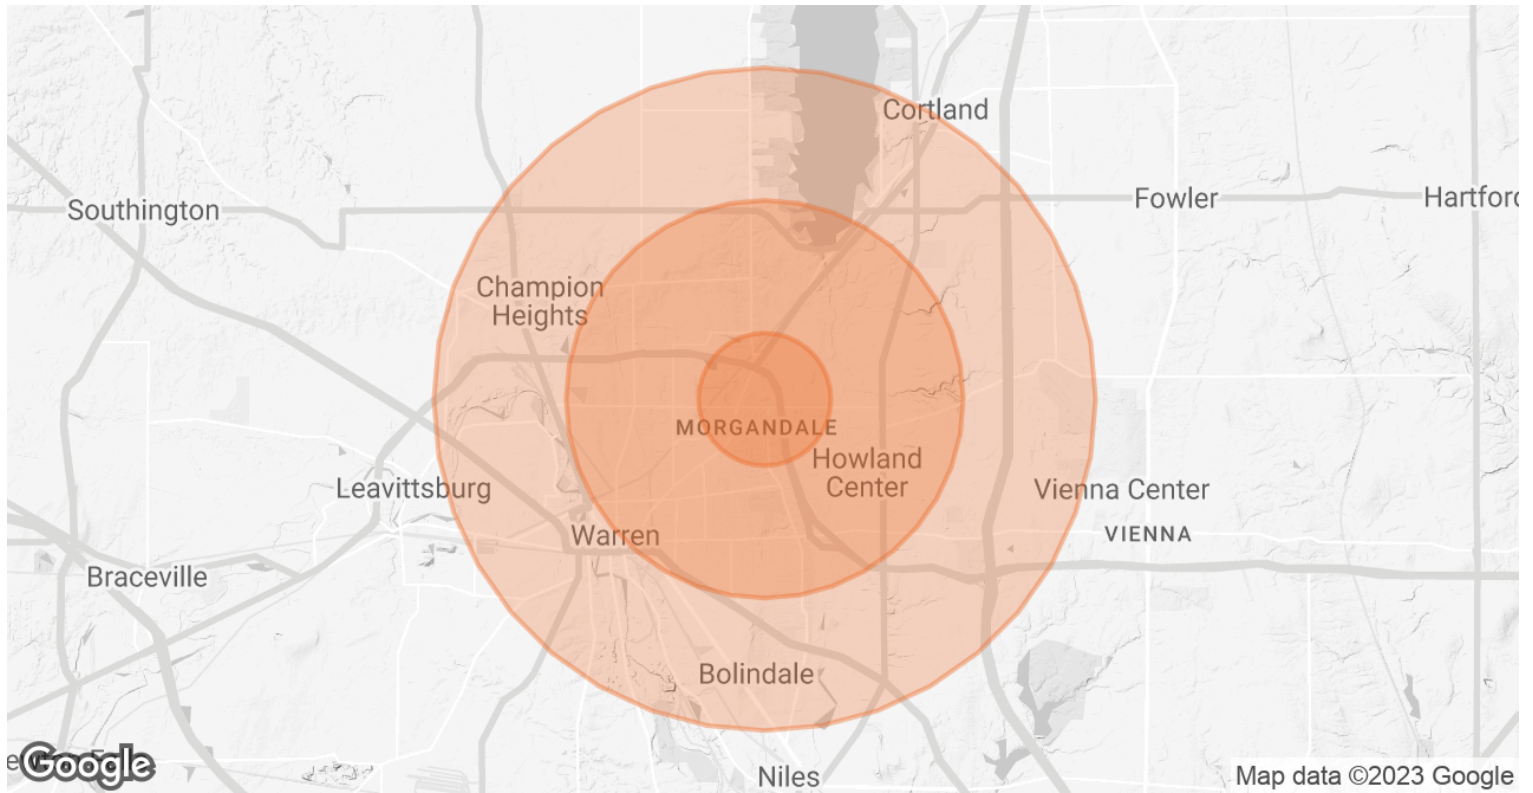 Cortland
Fowler
Hartford
Southington
Champion
Heights
MORGANDALE
Howland
Center
Leavittsburg
Vienna Center
Warren
VIENNA
Braceville
Bolindale
Google
Niles
Map data ©2023 Google